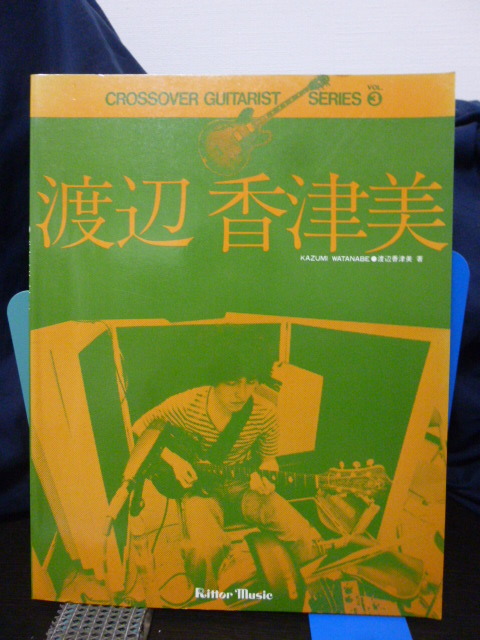 CROSSOVER GUITARIST SERIES VOL. 3
渡辺 香津美
KAZUMI WATANABE●渡辺香津美 著
Rittor Music